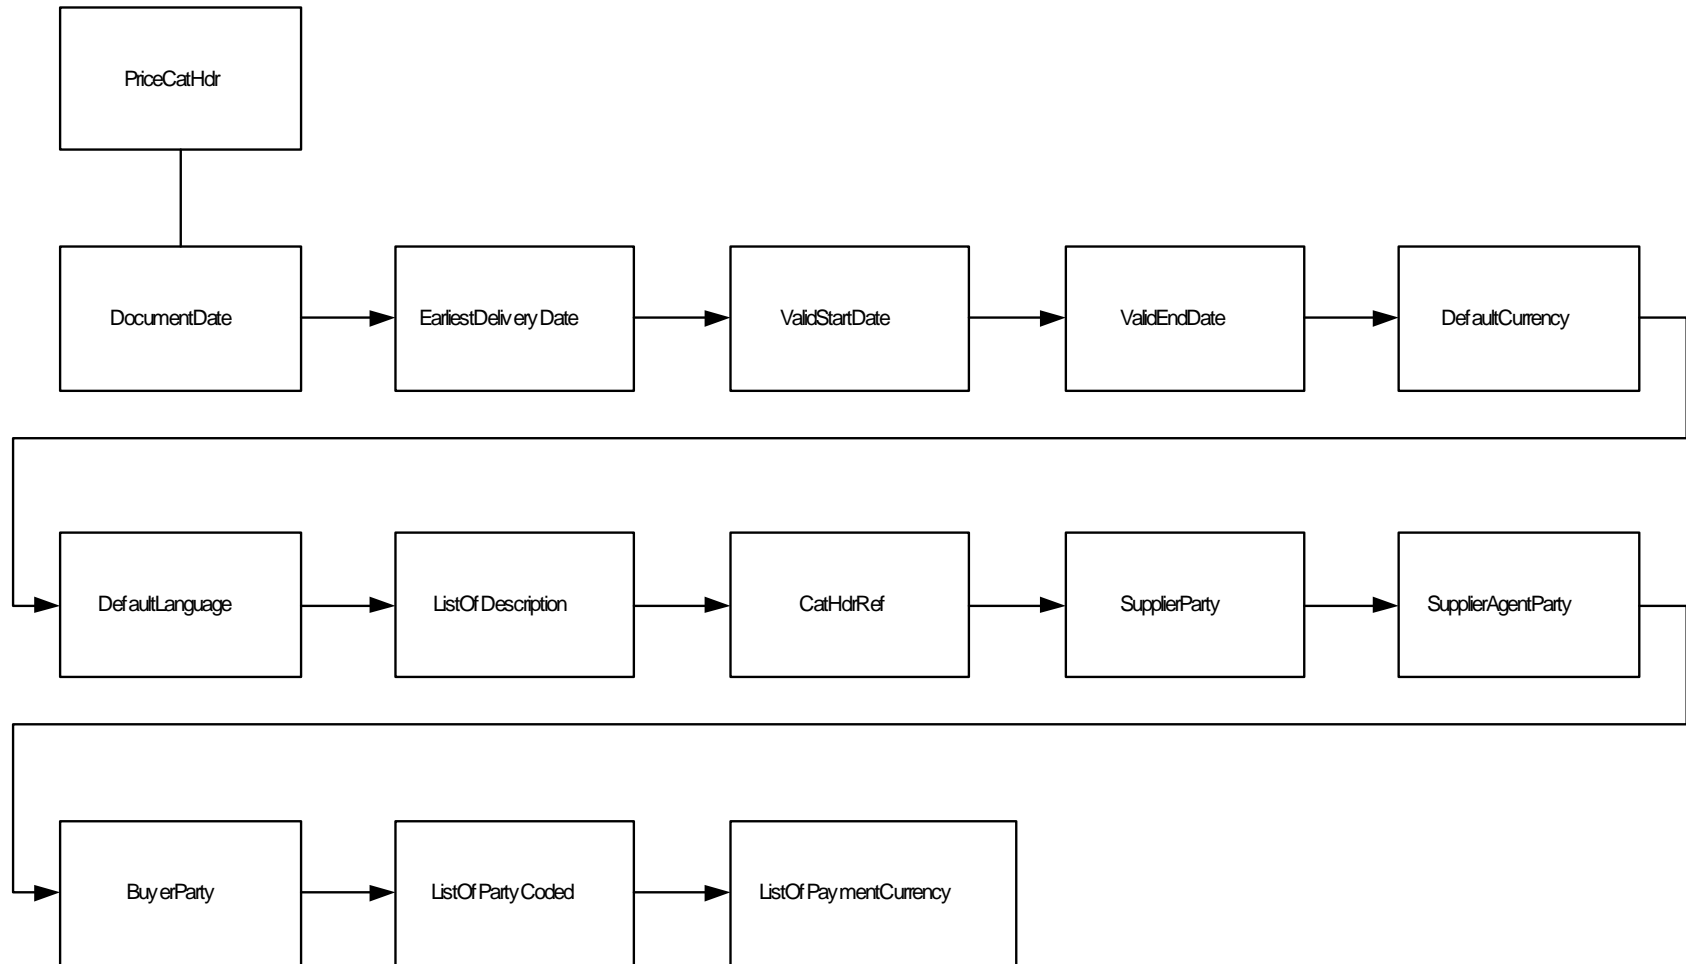 PriceCatHdr
DocumentDate
EarliestDeliveryDate
ValidStartDate
ValidEndDate
DefaultCurrency
DefaultLanguage
ListOfDescription
CatHdrRef
SupplierParty
SupplierAgentParty
BuyerParty
ListOfPartyCoded
ListOfPaymentCurrency